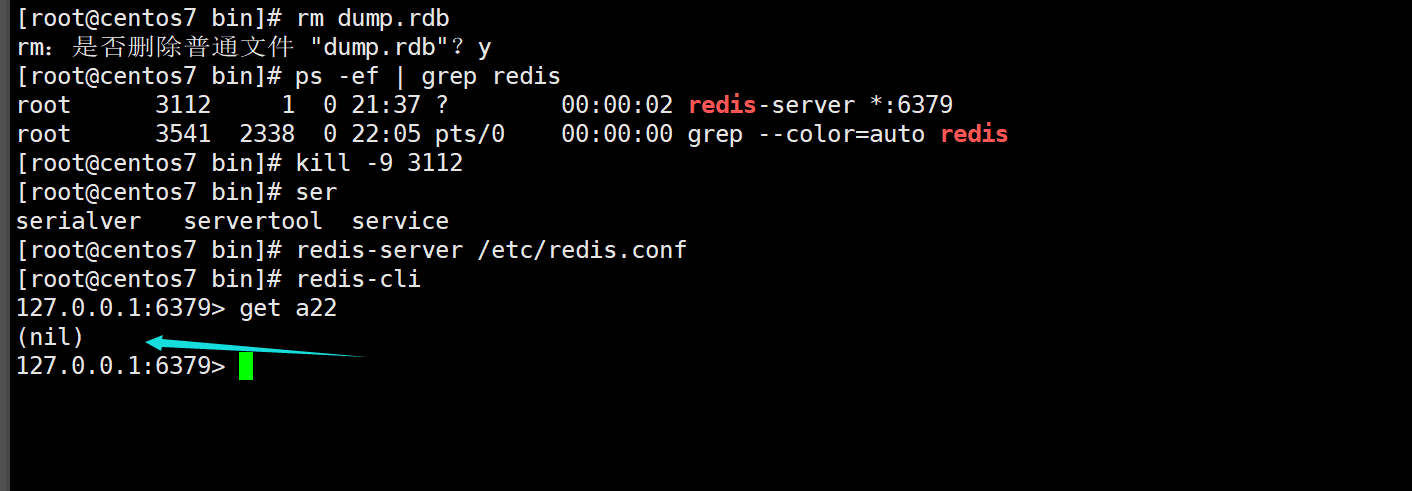 [root@centos7 bin]# rm dump.rdb
rm：是否删除普通文件 "dump.rdb"？y
[root@centos7 bin]# ps -ef | grep redis
root      3112     1  0 21:37 ?        00:00:02 redis-server *:6379
root      3541  2338  0 22:05 pts/0    00:00:00 grep --color=auto redis
[root@centos7 bin]# kill -9 3112
[root@centos7 bin]# ser
serialver   servertool  service
[root@centos7 bin]# redis-server /etc/redis.conf
[root@centos7 bin]# redis-cli
127.0.0.1:6379> get a22
(nil)
127.0.0.1:6379>